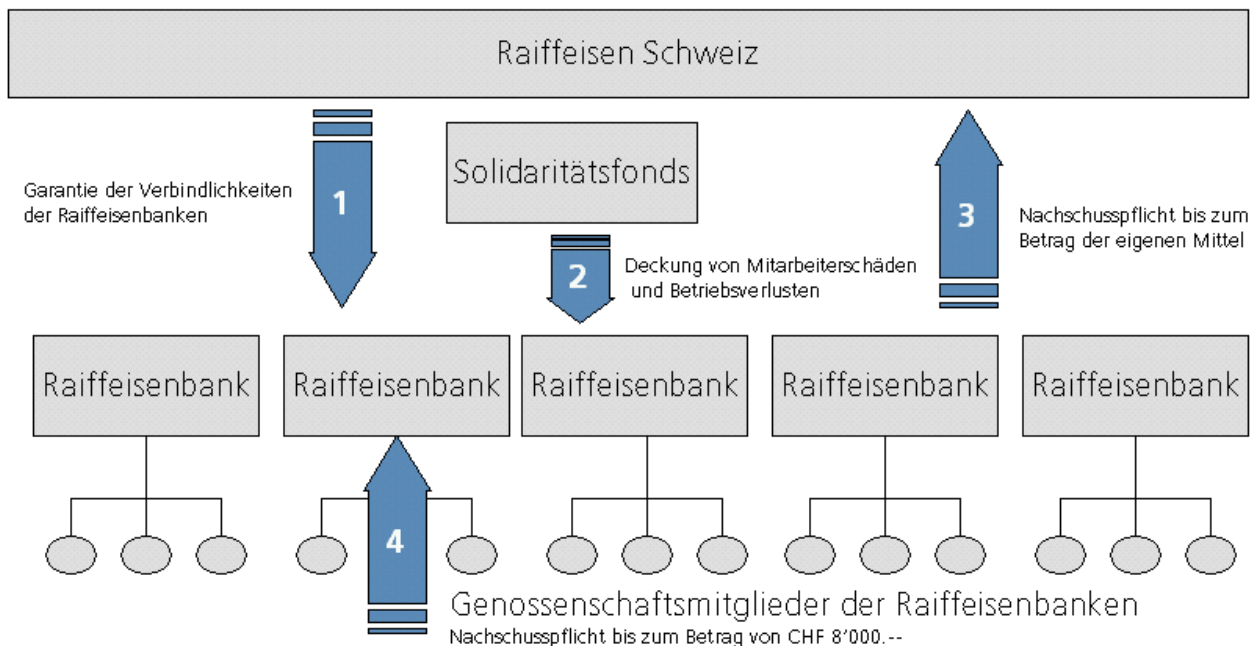 Raiffeisen Schweiz
Solidaritätsfonds
Garantie der Verbindlichkeiten
der Raiffeisenbanken
1
2
Deckung von Mitarbeiterschäden
und Betriebsverlusten
3
Nachschusspflicht bis zum
Betrag der eigenen Mittel
Raiffeisenbank
Raiffeisenbank
Raiffeisenbank
Raiffeisenbank
Raiffeisenbank
4
Genossenschaftsmitglieder der Raiffeisenbanken
Nachschusspflicht bis zum Betrag von CHF 8'000.--